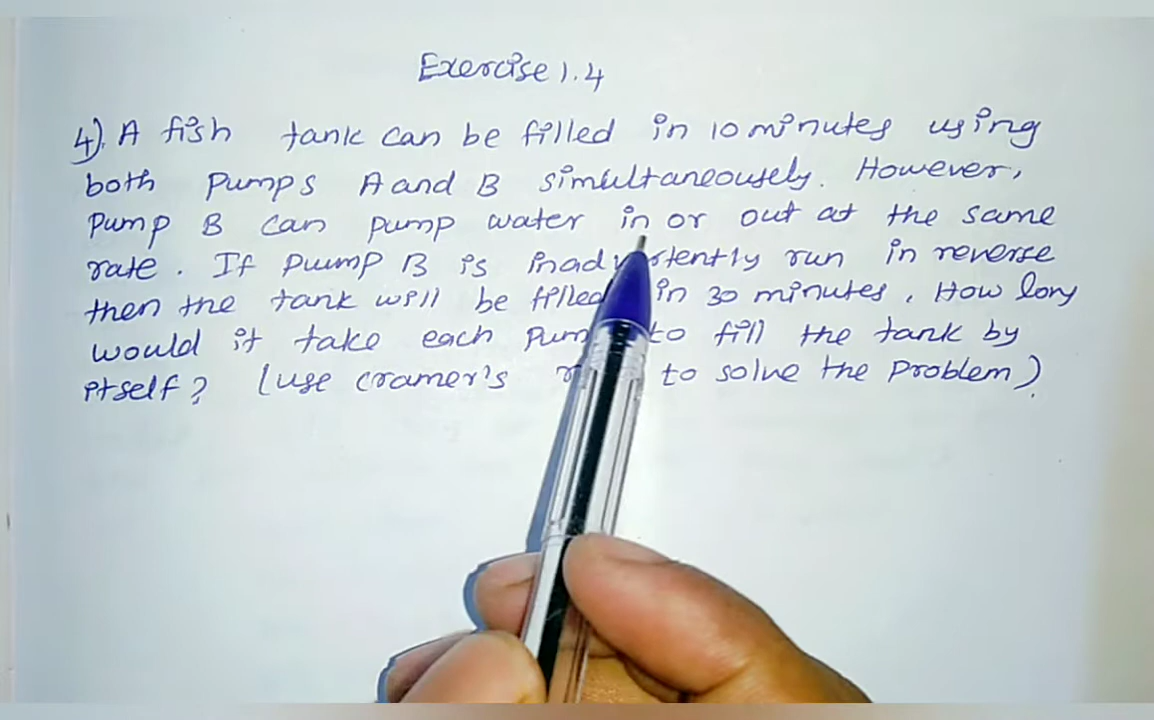 Exercise 1.4
4). A fish tank can be filled in 10 minutes using
both Pumps A and B simultaneously. However,
Pump B can pump water in or out at the same
rate. If Pump B is run in reverse
then the tank will be filled in 30 minutes. How long
would it take each to fill the tank by
itself? (use cramer's to solve the Problem).